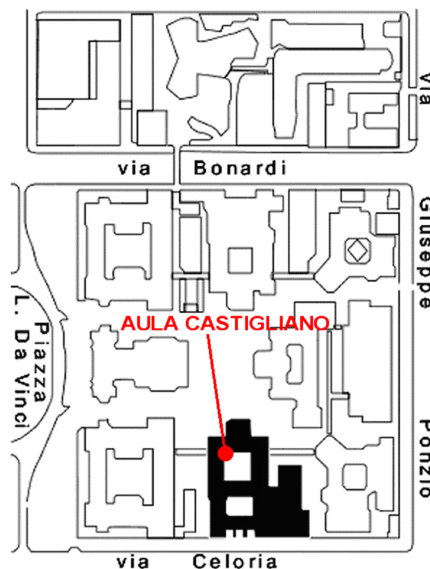 via Bonardi
AULA CASTIGLIANO
Piazza
L. Da Vinci
via Giuseppe Ponzio
via Celoria